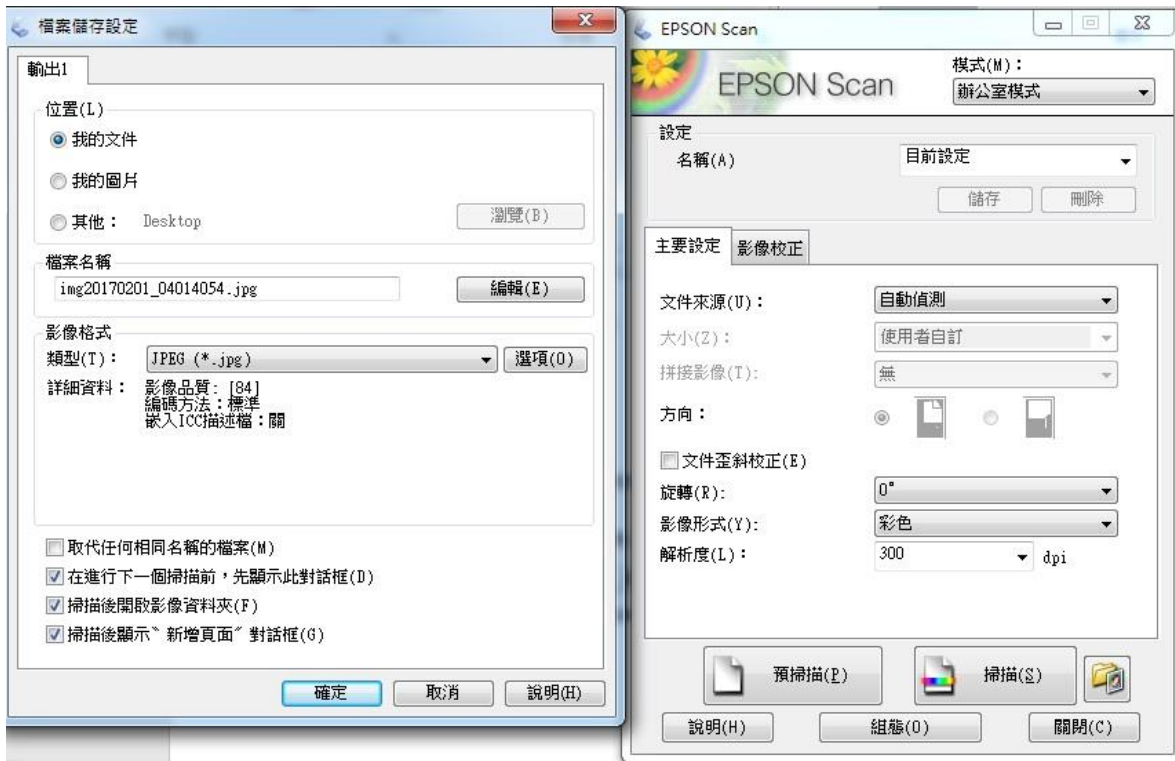 檔案儲存設定
輸出1
位置(L)
我的文件
我的圖片
其他： Desktop 瀏覽(B)
檔案名稱
img20170201_04014054.jpg 編輯(E)
影像格式
類型(T)： JPEG (*.jpg) 選項(O)
詳細資料： 影像品質: [84]
編碼方法：標準
嵌入ICC描述檔：關
取代任何相同名稱的檔案(M)
在進行下一個掃描前，先顯示此對話框(D)
掃描後開啟影像資料夾(F)
掃描後顯示〝新增頁面〞對話框(G)
確定 取消 說明(H)
EPSON Scan
EPSON Scan
模式(M)：
辦公室模式
設定
名稱(A) 目前設定
儲存 刪除
主要設定 影像校正
文件來源(U)： 自動偵測
大小(Z)： 使用者自訂
拼接影像(T): 無
方向：
文件歪斜校正(E)
旋轉(R): 0°
影像形式(Y): 彩色
解析度(L)： 300 dpi
預掃描(P) 掃描(S)
說明(H) 組態(O) 關閉(C)